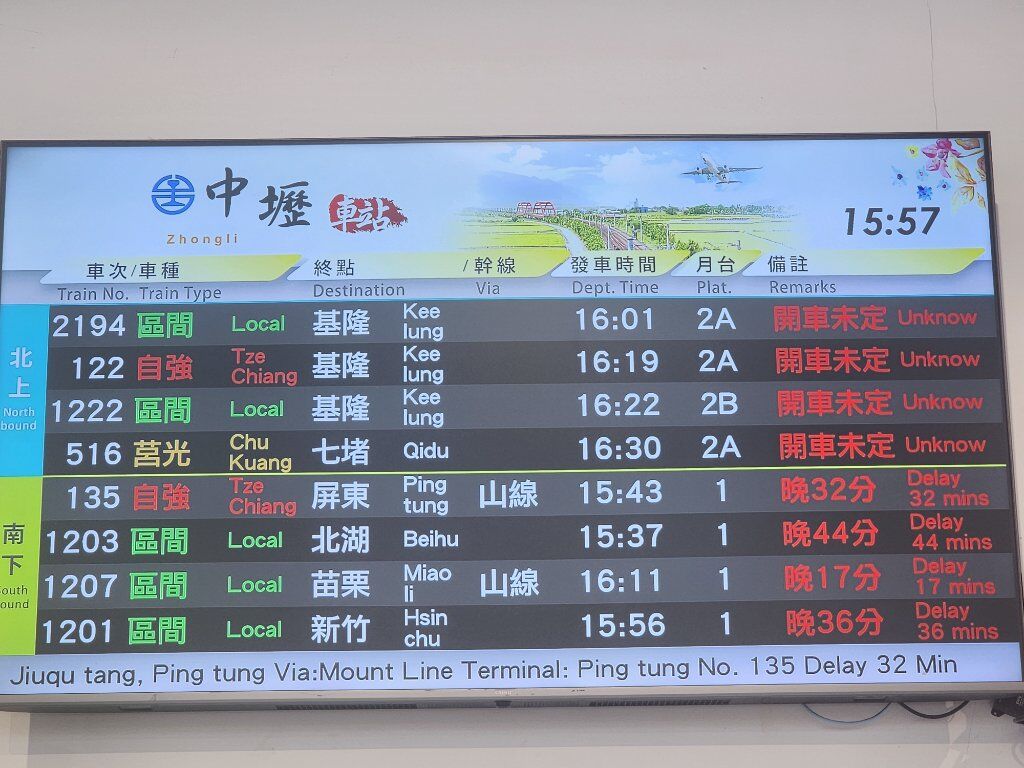 中壢 車站
Zhongli
15:57
車次/車種 終點 /幹線 發車時間 月台 備註
Train No. Train Type Destination Via Dept. Time Plat. Remarks
北上
North bound
2194 區間 Local 基隆 Kee lung 16:01 2A 開車未定 Unknow
122 自強 Tze Chiang 基隆 Kee lung 16:19 2A 開車未定 Unknow
1222 區間 Local 基隆 Kee lung 16:22 2B 開車未定 Unknow
516 莒光 Chu Kuang 七堵 Qidu 16:30 2A 開車未定 Unknow
南下
South ound
135 自強 Tze Chiang 屏東 Ping tung 山線 15:43 1 晚32分 Delay 32 mins
1203 區間 Local 北湖 Beihu 15:37 1 晚44分 Delay 44 mins
1207 區間 Local 苗栗 Miao li 山線 16:11 1 晚17分 Delay 17 mins
1201 區間 Local 新竹 Hsin chu 15:56 1 晚36分 Delay 36 mins
Jiuqu tang, Ping tung Via:Mount Line Terminal: Ping tung No. 135 Delay 32 Min